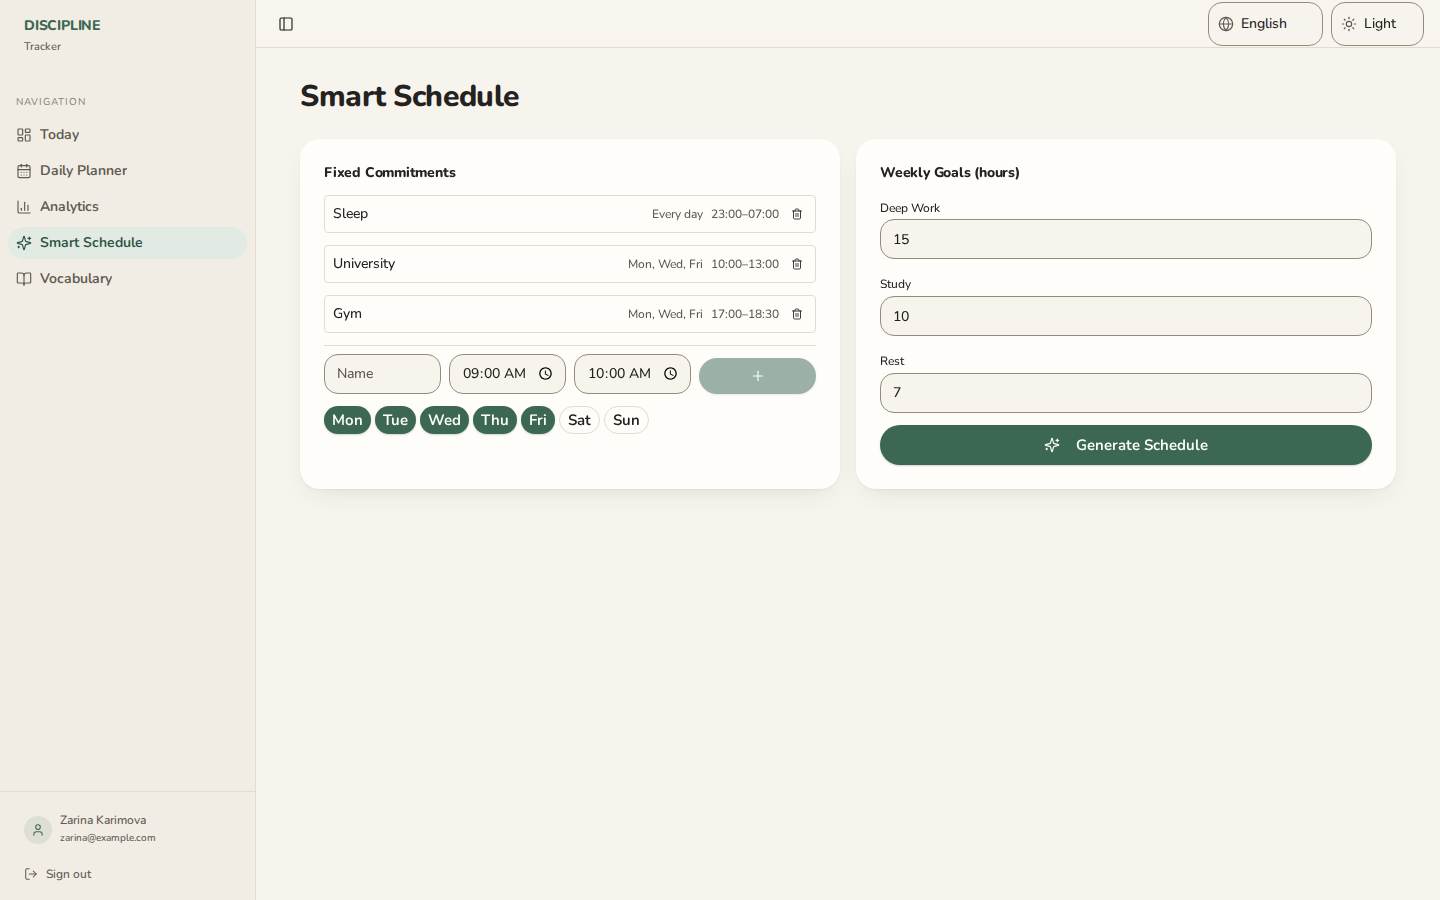 DISCIPLINE
Tracker
NAVIGATION
Today
Daily Planner
Analytics
Smart Schedule
Vocabulary
Zarina Karimova
zarina@example.com
Sign out
English
Light
Smart Schedule
Fixed Commitments
Sleep Every day 23:00–07:00
University Mon, Wed, Fri 10:00–13:00
Gym Mon, Wed, Fri 17:00–18:30
Name 09:00 AM 10:00 AM +
Mon Tue Wed Thu Fri Sat Sun
Weekly Goals (hours)
Deep Work
15
Study
10
Rest
7
Generate Schedule